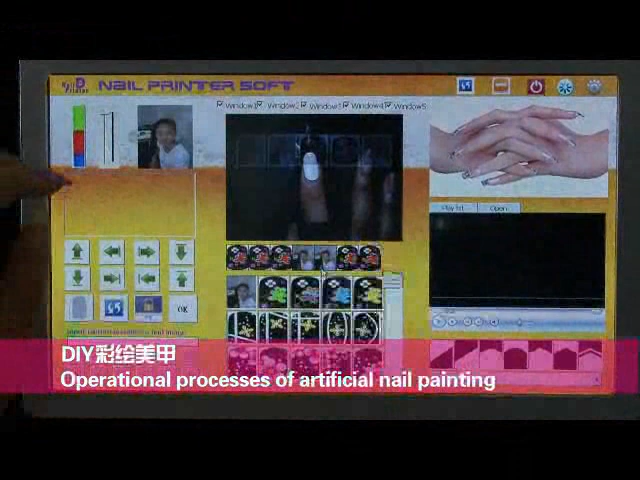 NAIL PRINTER SOFT
Window1 Window2 Window3 Window4 Window5
Play list Open
OK
DIY彩绘美甲
Operational processes of artificial nail painting